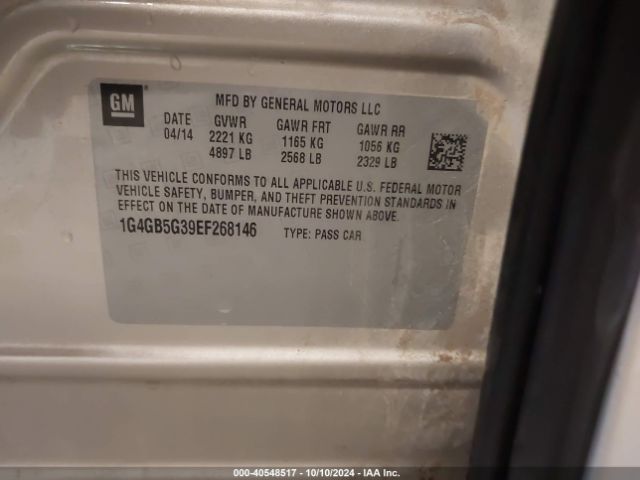 GM
MFD BY GENERAL MOTORS LLC
DATE GVWR GAWR FRT GAWR RR
04/14 2221 KG 1165 KG 1056 KG
4897 LB 2568 LB 2329 LB
THIS VEHICLE CONFORMS TO ALL APPLICABLE U.S. FEDERAL MOTOR
VEHICLE SAFETY, BUMPER, AND THEFT PREVENTION STANDARDS IN
EFFECT ON THE DATE OF MANUFACTURE SHOWN ABOVE.
1G4GB5G39EF268146 TYPE: PASS CAR
000-40548517 - 10/10/2024 - IAA Inc.